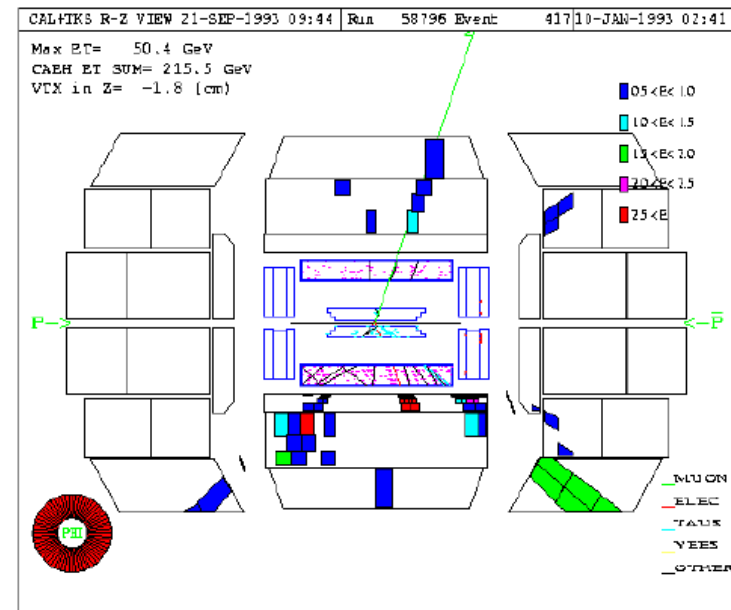 CAL+TKS R-Z VIEW 21-SEP-1993 09:44 Run 58796 Event 417 10-JAN-1993 02:41
Max ET= 50.4 GeV
CAEH ET SUM= 215.5 GeV
VTX in Z= -1.8 (cm)
0.5<E< 1.0
1.0<E< 1.5
1.5<E< 2.0
2.0<E< 2.5
2.5<E
P->
<-P̅
PHI
MUON
ELEC
TAUS
VEES
OTHER